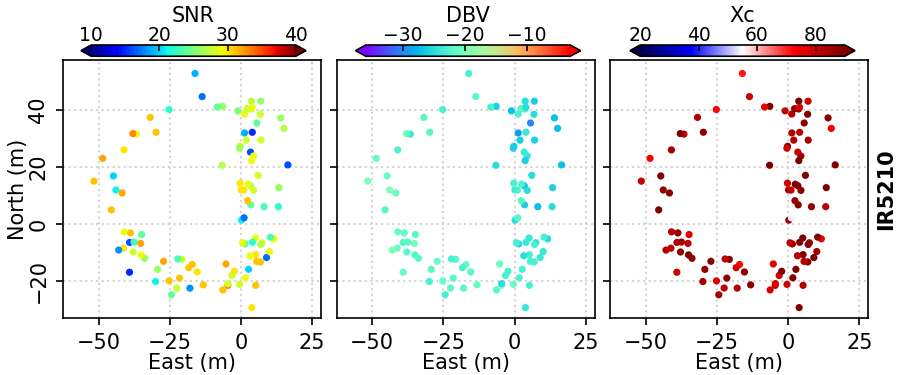 SNR DBV Xc
10 20 30 40 −30 −20 −10 20 40 60 80
North (m)
40
20
0
−20
IR5210
−50 −25 0 25 −50 −25 0 25 −50 −25 0 25
East (m) East (m) East (m)